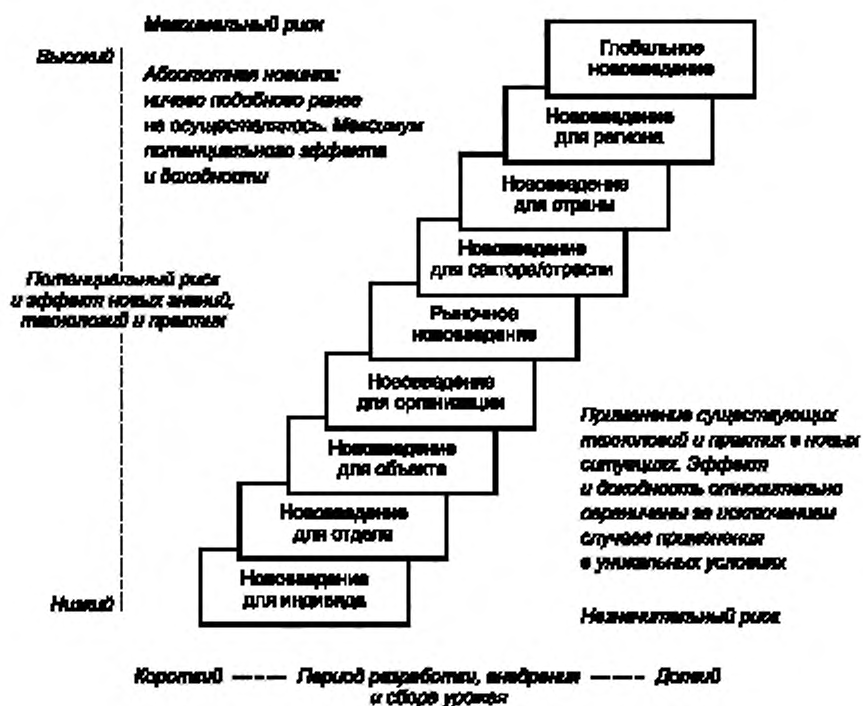 Максимальный риск
Высокий
Абсолютная новинка:
ничего подобного ранее
не осуществлялось. Максимум
потенциального эффекта
и доходности
Глобальное
нововведение
Нововведение
для региона
Нововведение
для страны
Нововведение
для сектора/отрасли
Потенциальный риск
и эффект новых знаний,
технологий и практик
Рыночное
нововведение
Нововведение
для организации
Нововведение
для объекта
Нововведение
для отдела
Нововведение
для индивида
Применение существующих
технологий и практик в новых
ситуациях. Эффект
и доходность относительно
ограничены за исключением
случаев применения
в уникальных условиях
Низкий
Незначительный риск
Короткий ----- Период разработки, внедрения ----- Долгий
и сбора урожая